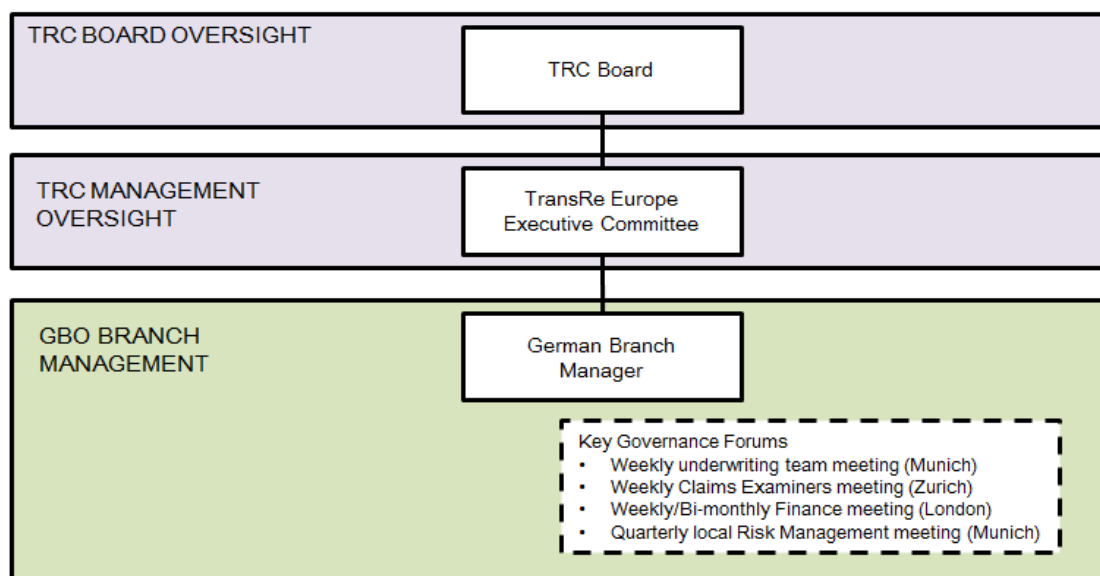 TRC BOARD OVERSIGHT
TRC Board
TRC MANAGEMENT
OVERSIGHT
TransRe Europe
Executive Committee
GBO BRANCH
MANAGEMENT
German Branch
Manager
Key Governance Forums
• Weekly underwriting team meeting (Munich)
• Weekly Claims Examiners meeting (Zurich)
• Weekly/Bi-monthly Finance meeting (London)
• Quarterly local Risk Management meeting (Munich)